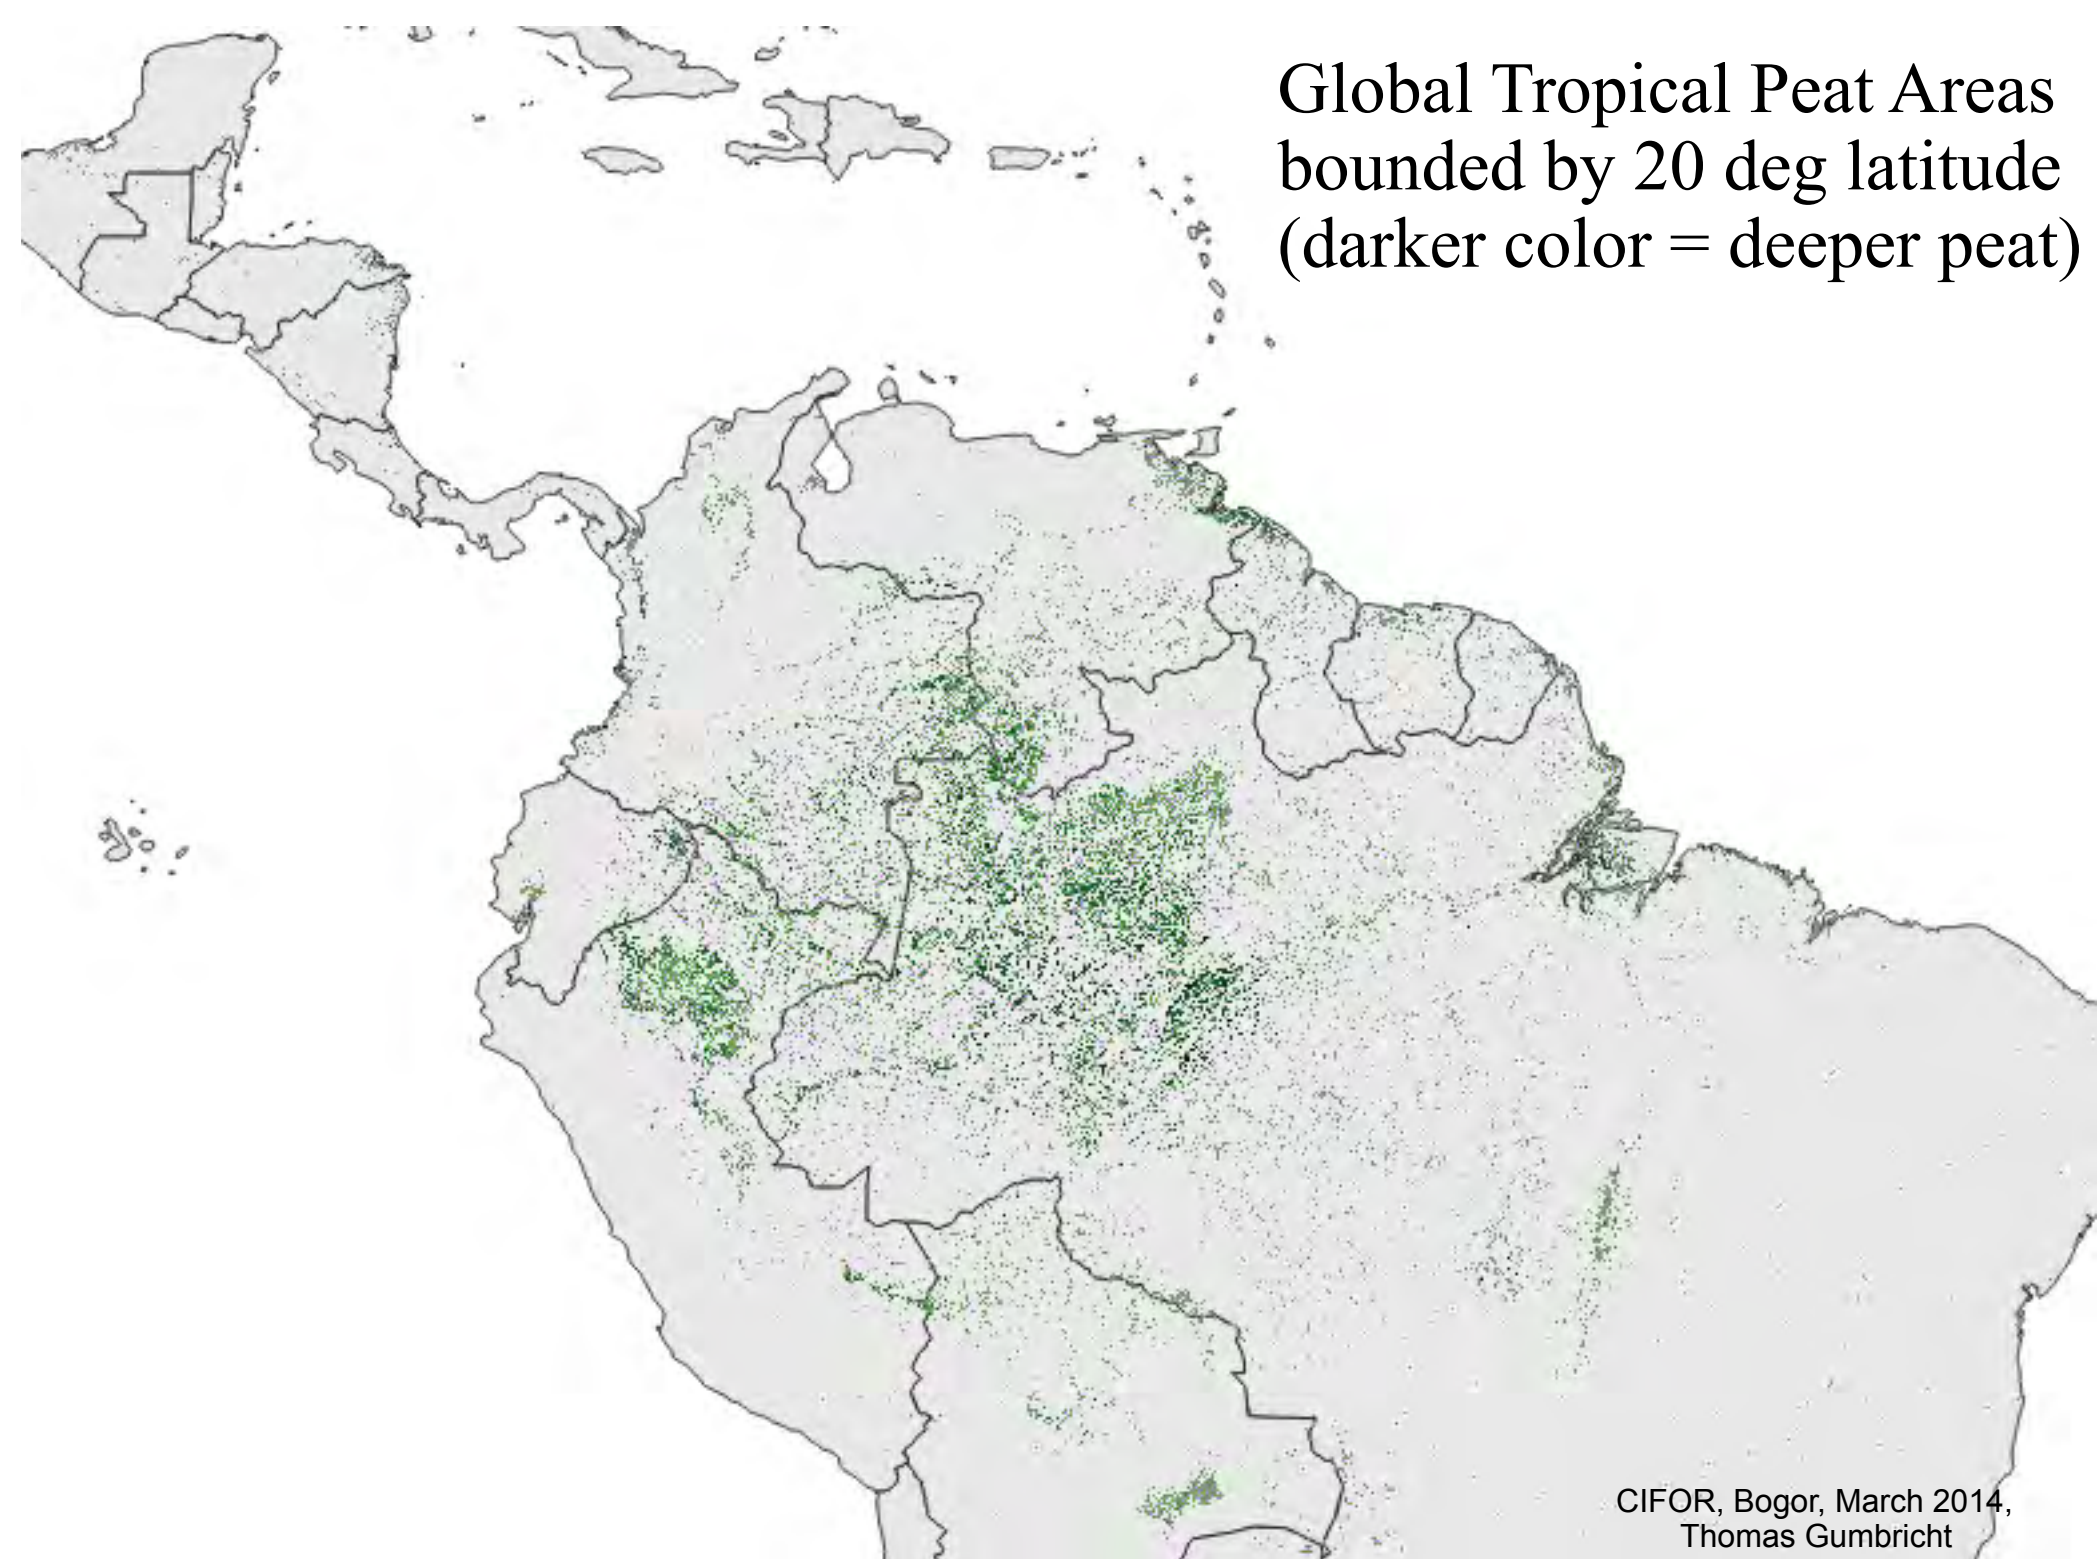 Global Tropical Peat Areas
bounded by 20 deg latitude
(darker color = deeper peat)
CIFOR, Bogor, March 2014,
Thomas Gumbricht